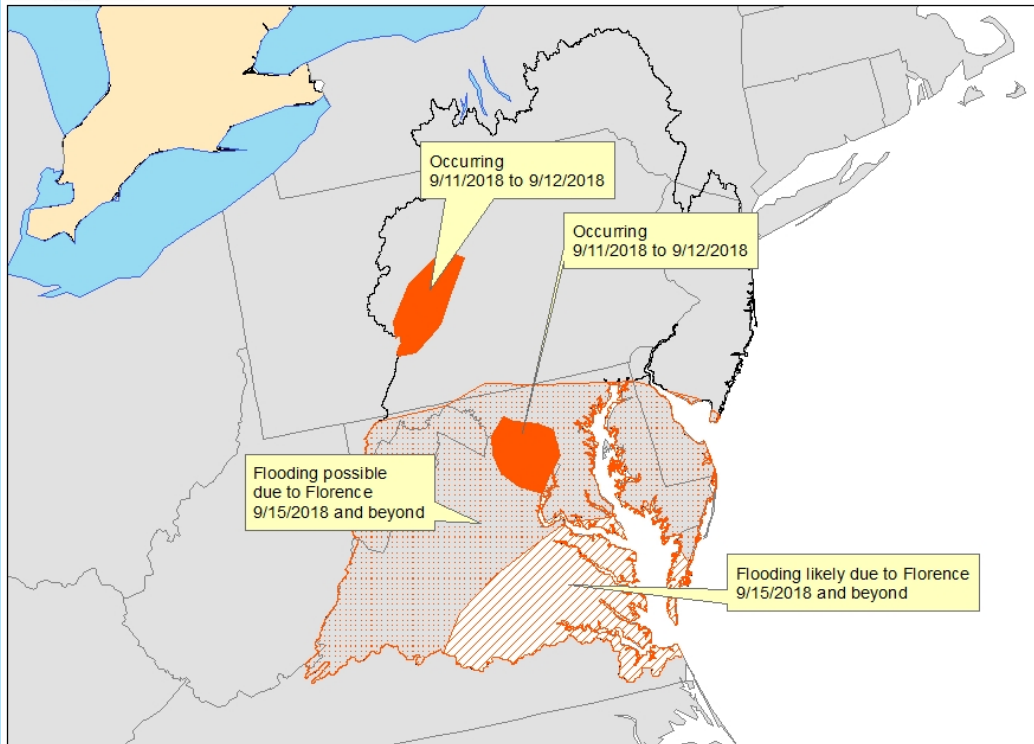 Occurring
9/11/2018 to 9/12/2018
Occurring
9/11/2018 to 9/12/2018
Flooding possible
due to Florence
9/15/2018 and beyond
Flooding likely due to Florence
9/15/2018 and beyond